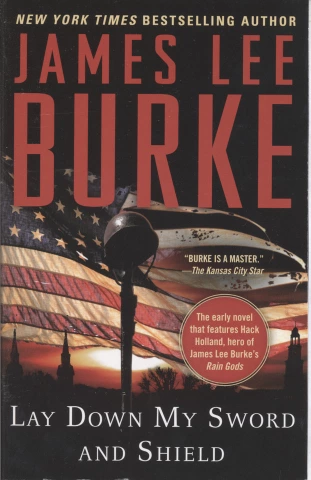 NEW YORK TIMES BESTSELLING AUTHOR
JAMES LEE
BURKE
"BURKE IS A MASTER."
—The Kansas City Star
The early novel
that features Hack
Holland, hero of
James Lee Burke's
Rain Gods
LAY DOWN MY SWORD
AND SHIELD